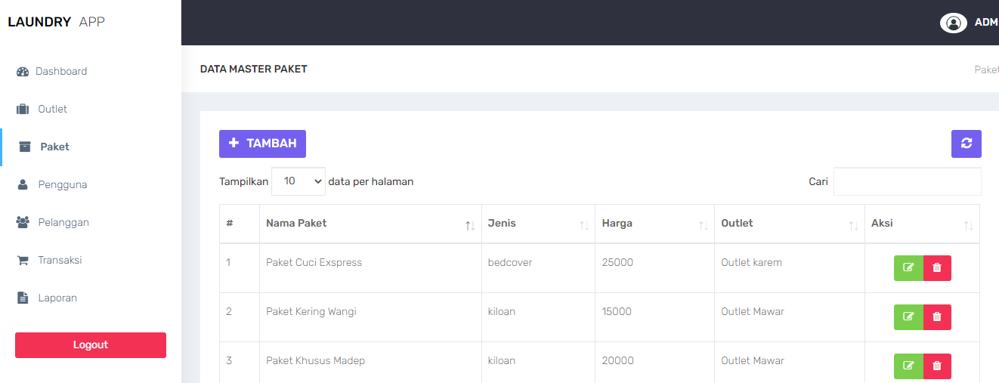 LAUNDRY APP
ADM
Dashboard
Outlet
Paket
Pengguna
Pelanggan
Transaksi
Laporan
Logout
DATA MASTER PAKET
Paket
TAMBAH
Tampilkan 10 data per halaman
Cari
# Nama Paket Jenis Harga Outlet Aksi
1 Paket Cuci Exspress bedcover 25000 Outlet karem
2 Paket Kering Wangi kiloan 15000 Outlet Mawar
3 Paket Khusus Madep kiloan 20000 Outlet Mawar